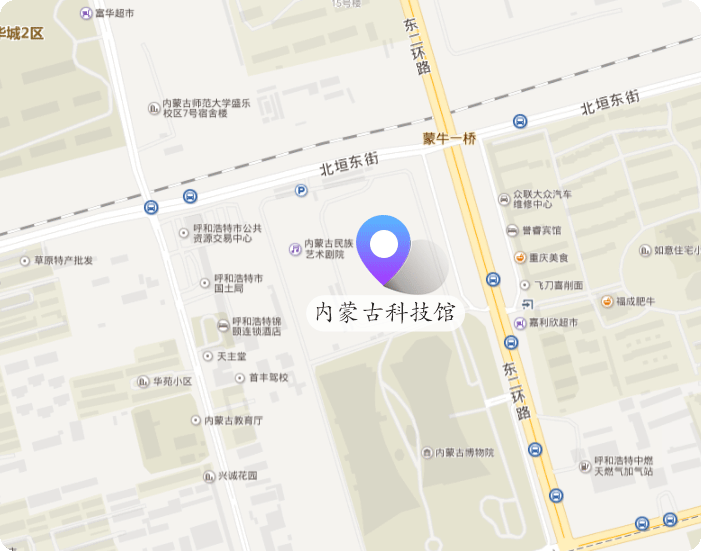 15号楼
富华超市
华城2区
东二环路
内蒙古师范大学盛乐
校区7号宿舍楼
北垣东街
蒙牛一桥
北垣东街
P
众联大众汽车
维修中心
呼和浩特市公共
资源交易中心
誉睿宾馆
内蒙古民族
艺术剧院
如意住宅小
草原特产批发
重庆美食
呼和浩特市
国土局
飞刀喜削面
福成肥牛
内蒙古科技馆
呼和浩特锦
颐连锁酒店
嘉利欣超市
天主堂
东二环路
华苑小区
首丰驾校
内蒙古教育厅
内蒙古博物院
呼和浩特中燃
天燃气加气站
兴诚花园